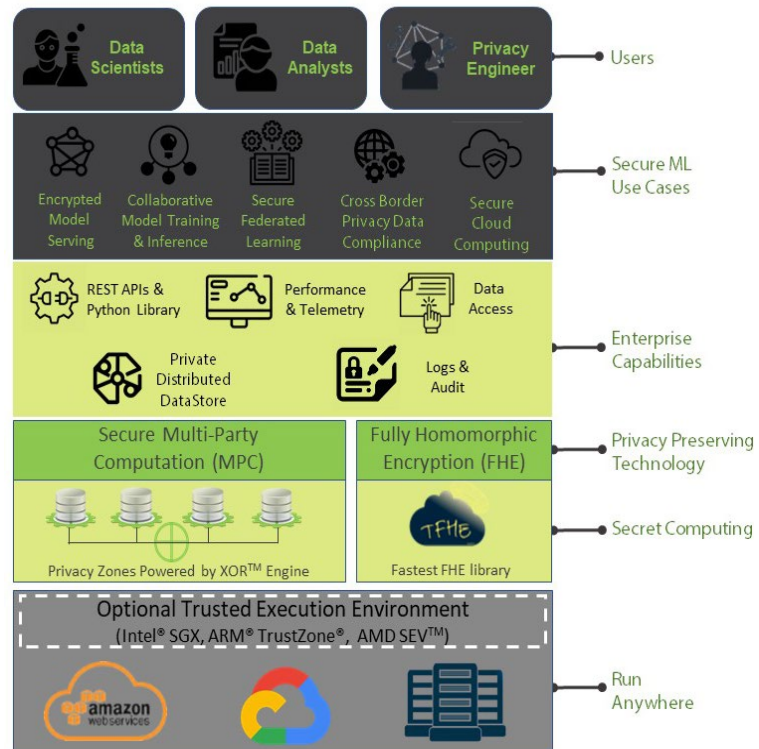 Data
Scientists
Data
Analysts
Privacy
Engineer
Users
Encrypted
Model
Serving
Collaborative
Model Training
& Inference
Secure
Federated
Learning
Cross Border
Privacy Data
Compliance
Secure
Cloud
Computing
Secure ML
Use Cases
REST APIs &
Python Library
Performance
& Telemetry
Data
Access
Private
Distributed
DataStore
Logs &
Audit
Enterprise
Capabilities
Secure Multi-Party
Computation (MPC)
Fully Homomorphic
Encryption (FHE)
Privacy Preserving
Technology
TFHE
Privacy Zones Powered by XOR™ Engine
Fastest FHE library
Secret Computing
Optional Trusted Execution Environment
(Intel® SGX, ARM® TrustZone®, AMD SEV™)
amazon
webservices
Run
Anywhere